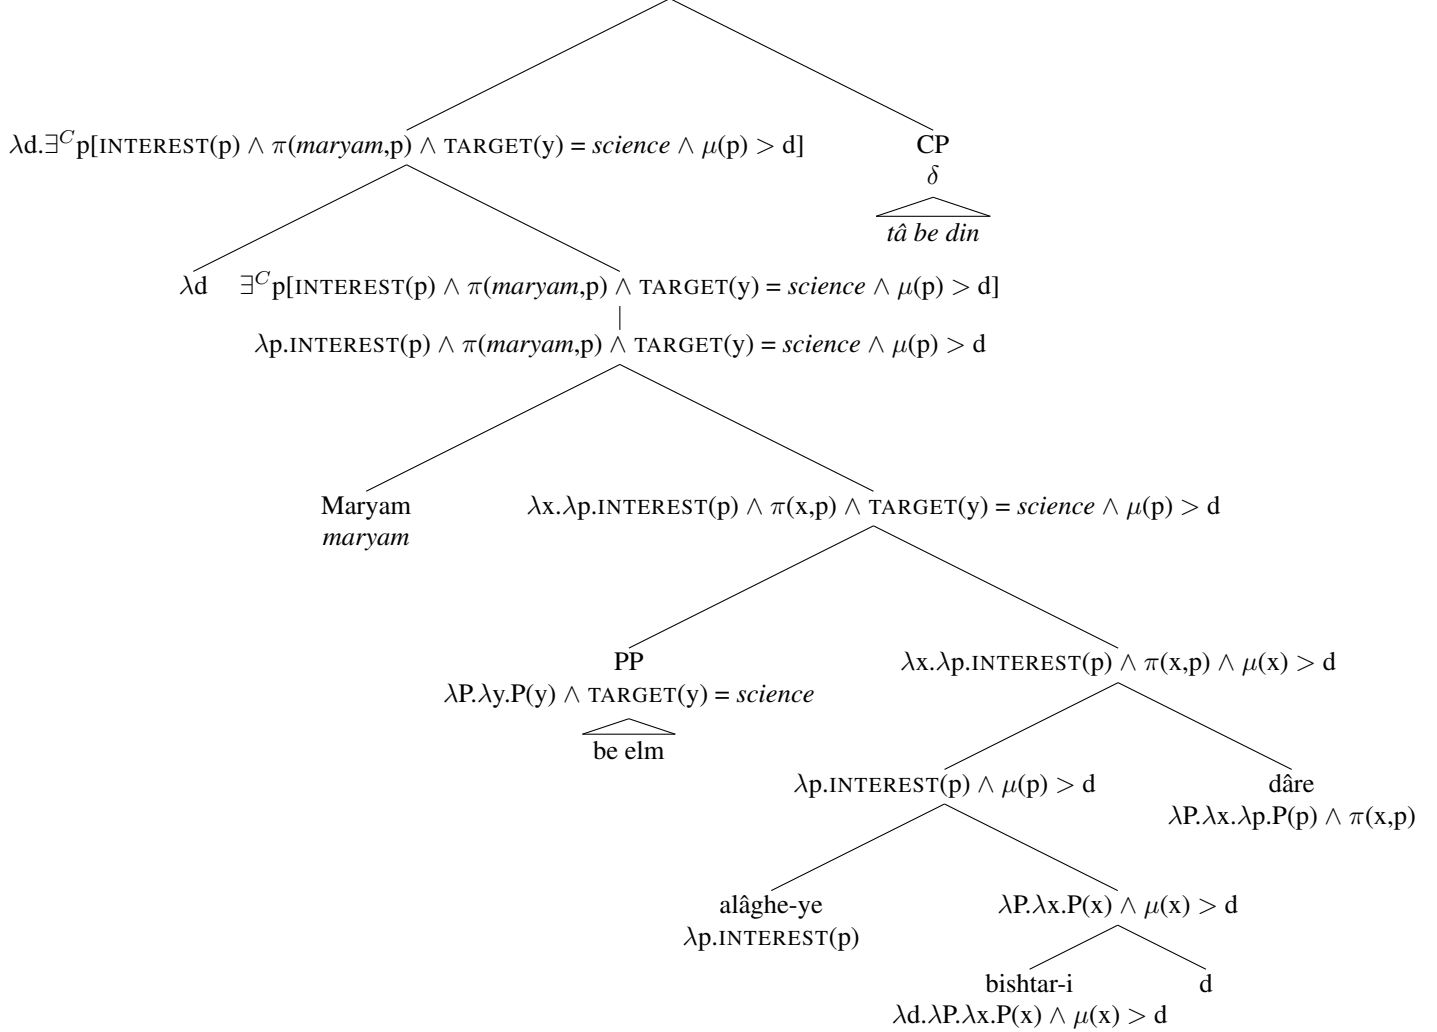 λd.∃ᶜp[INTEREST(p) ∧ π(maryam,p) ∧ TARGET(y) = science ∧ μ(p) > d]
CP
δ
tâ be din
λd
∃ᶜp[INTEREST(p) ∧ π(maryam,p) ∧ TARGET(y) = science ∧ μ(p) > d]
λp.INTEREST(p) ∧ π(maryam,p) ∧ TARGET(y) = science ∧ μ(p) > d
Maryam
maryam
λx.λp.INTEREST(p) ∧ π(x,p) ∧ TARGET(y) = science ∧ μ(p) > d
PP
λP.λy.P(y) ∧ TARGET(y) = science
be elm
λx.λp.INTEREST(p) ∧ π(x,p) ∧ μ(x) > d
λp.INTEREST(p) ∧ μ(p) > d
dâre
λP.λx.λp.P(p) ∧ π(x,p)
alâghe-ye
λp.INTEREST(p)
λP.λx.P(x) ∧ μ(x) > d
bishtar-i
λd.λP.λx.P(x) ∧ μ(x) > d
d